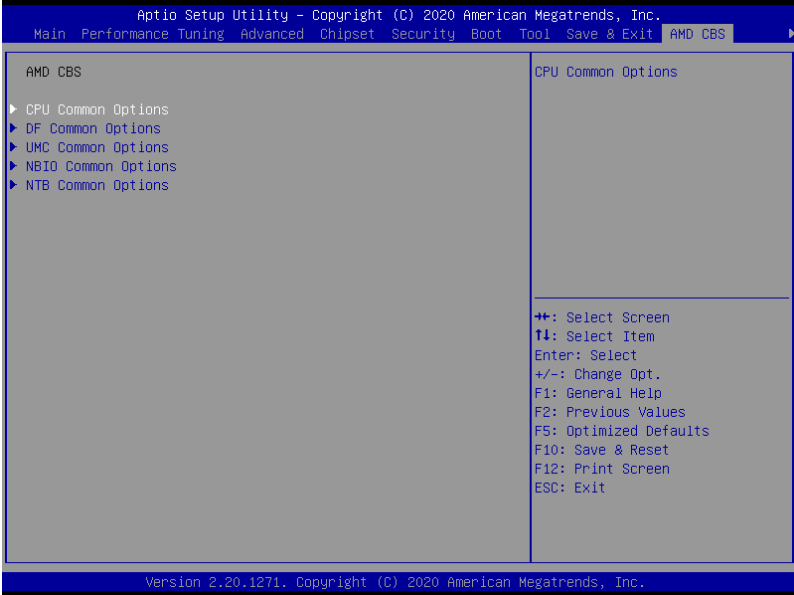 Aptio Setup Utility – Copyright (C) 2020 American Megatrends, Inc.
Main Performance Tuning Advanced Chipset Security Boot Tool Save & Exit AMD CBS
AMD CBS
CPU Common Options
DF Common Options
UMC Common Options
NBIO Common Options
NTB Common Options
CPU Common Options
→←: Select Screen
↑↓: Select Item
Enter: Select
+/-: Change Opt.
F1: General Help
F2: Previous Values
F5: Optimized Defaults
F10: Save & Reset
F12: Print Screen
ESC: Exit
Version 2.20.1271. Copyright (C) 2020 American Megatrends, Inc.